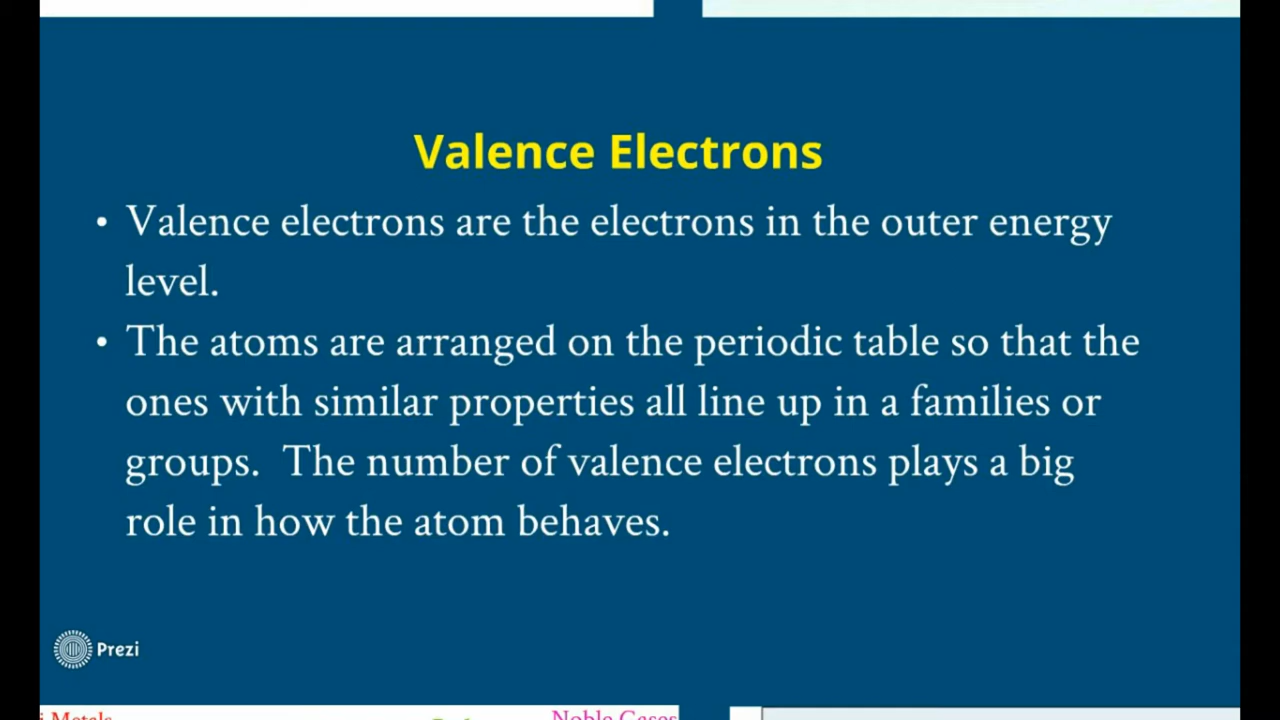 Valence Electrons
• Valence electrons are the electrons in the outer energy
level.
• The atoms are arranged on the periodic table so that the
ones with similar properties all line up in a families or
groups.  The number of valence electrons plays a big
role in how the atom behaves.
Prezi
Metals
Noble Gases